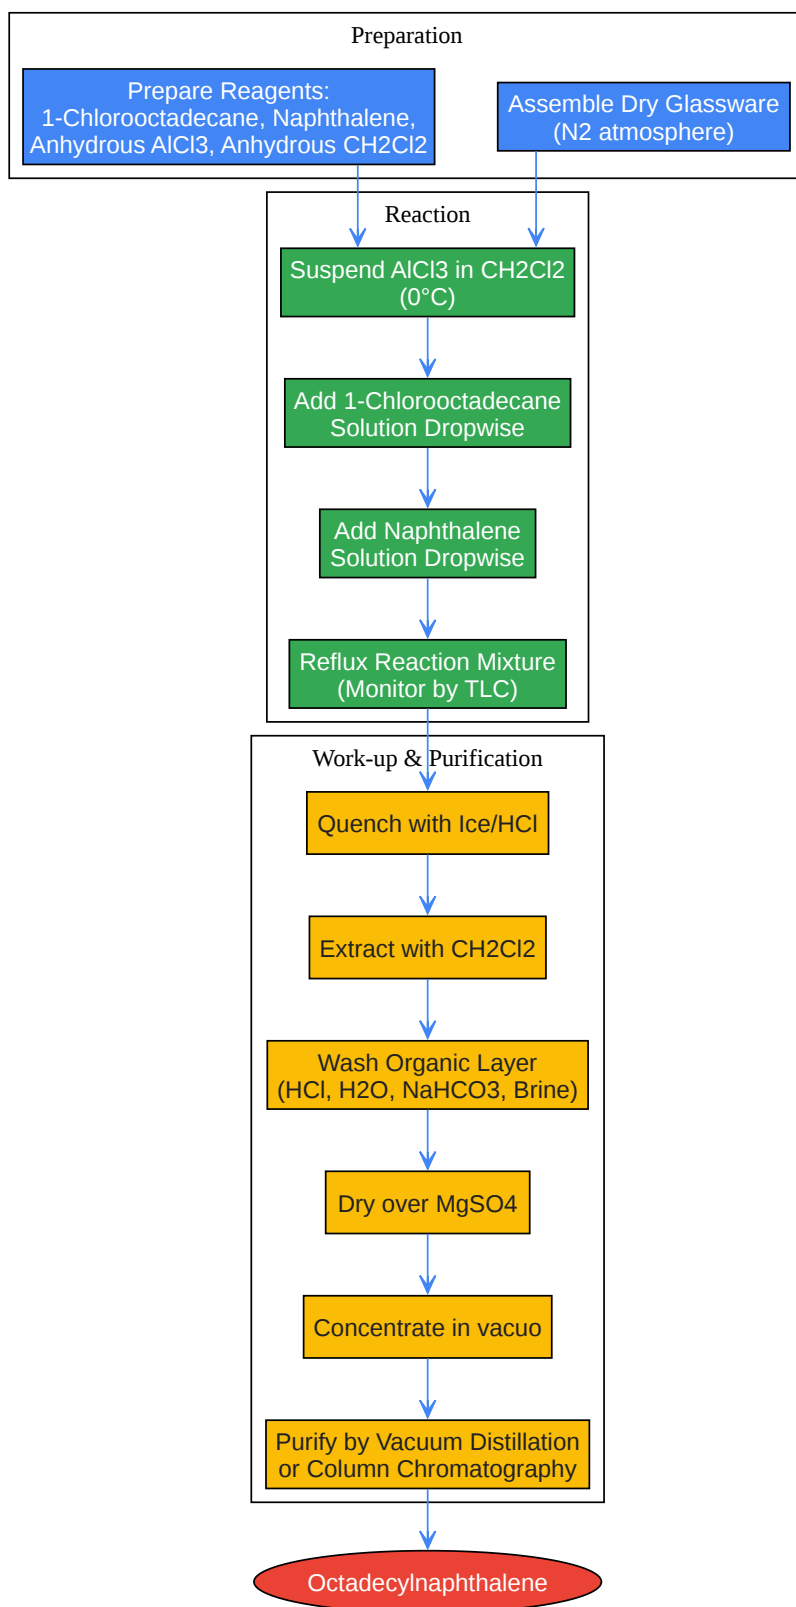 Preparation
Prepare Reagents:
1-Chlorooctadecane, Naphthalene,
Anhydrous AlCl3, Anhydrous CH2Cl2
Assemble Dry Glassware
(N2 atmosphere)
Reaction
Suspend AlCl3 in CH2Cl2
(0°C)
Add 1-Chlorooctadecane
Solution Dropwise
Add Naphthalene
Solution Dropwise
Reflux Reaction Mixture
(Monitor by TLC)
Work-up & Purification
Quench with Ice/HCl
Extract with CH2Cl2
Wash Organic Layer
(HCl, H2O, NaHCO3, Brine)
Dry over MgSO4
Concentrate in vacuo
Purify by Vacuum Distillation
or Column Chromatography
Octadecylnaphthalene